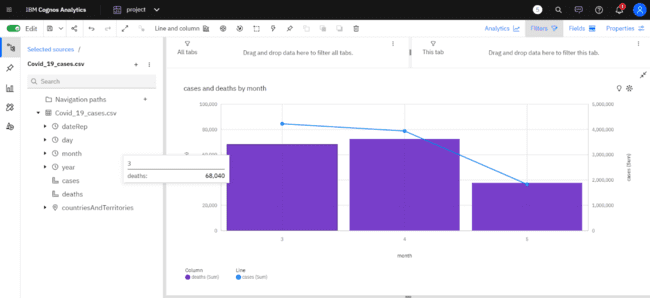 IBM Cognos Analytics
project
S
1
Edit
Line and column
Analytics
Filters
Fields
Properties
Selected sources /
All tabs
Drag and drop data here to filter all tabs.
This tab
Drag and drop data here to filter this tab.
Covid_19_cases.csv
Search
Navigation paths
Covid_19_cases.csv
dateRep
day
month
year
cases
deaths
countriesAndTerritories
3
deaths: 68,040
cases and deaths by month
100,000
80,000
60,000
20,000
0
5,000,000
4,000,000
3,000,000
2,000,000
1,000,000
0
cases (Sum)
3
4
5
month
Column
deaths (Sum)
Line
cases (Sum)